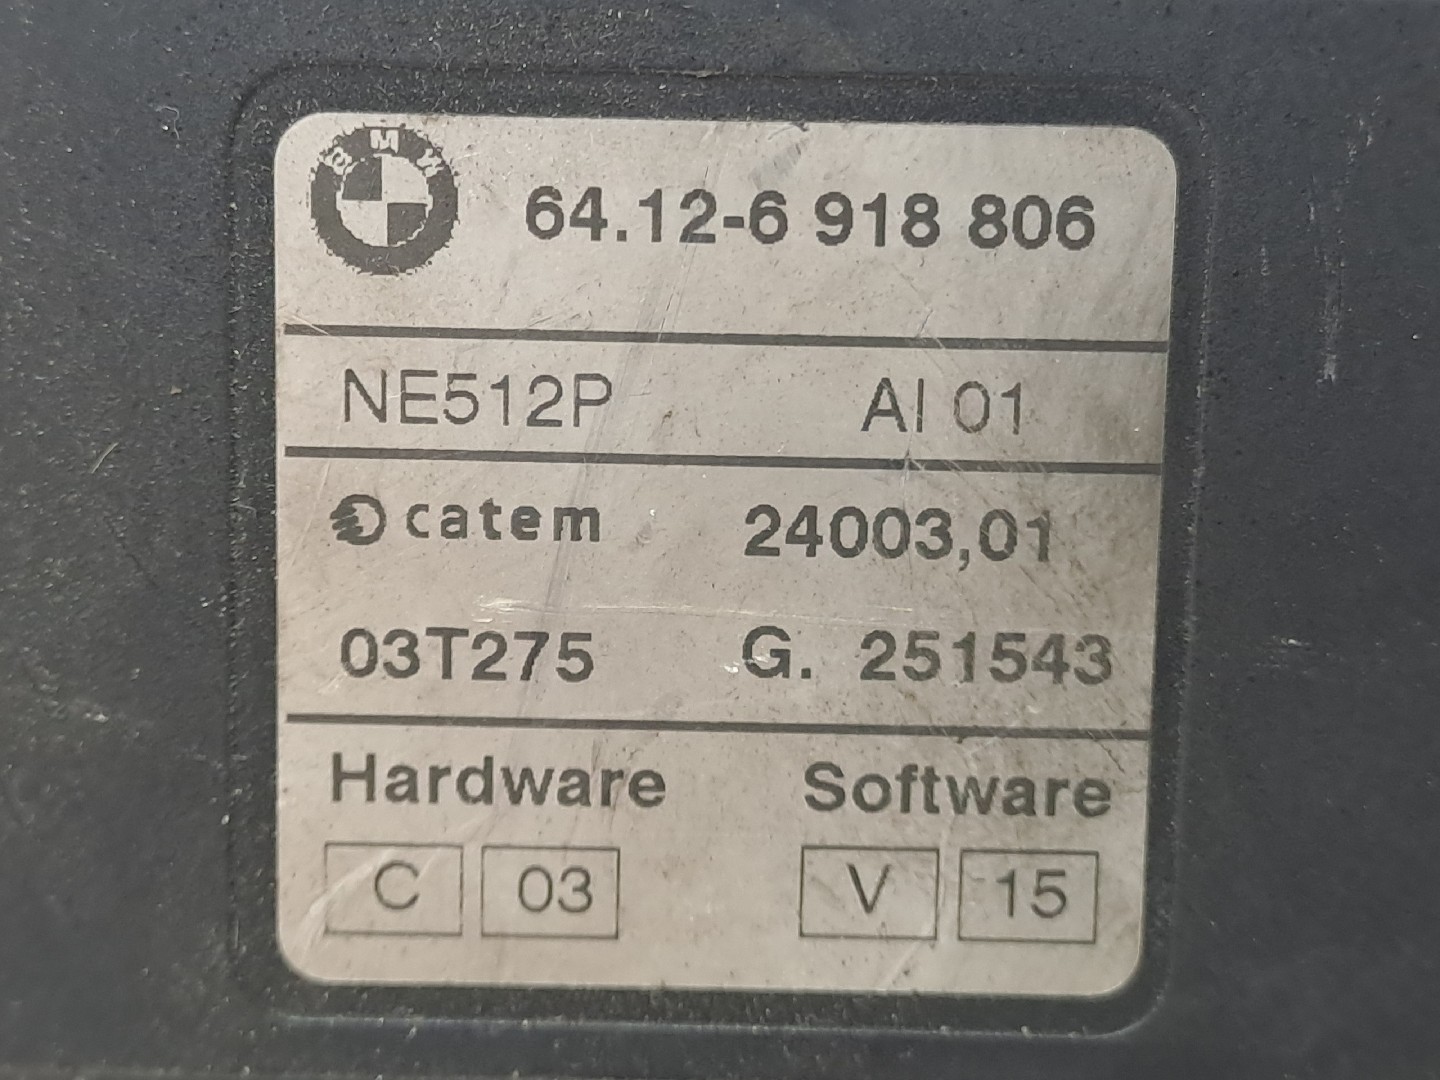 BMW
64.12-6 918 806
NE512P AI 01
catem 24003,01
03T275 G. 251543
Hardware Software
C 03 V 15